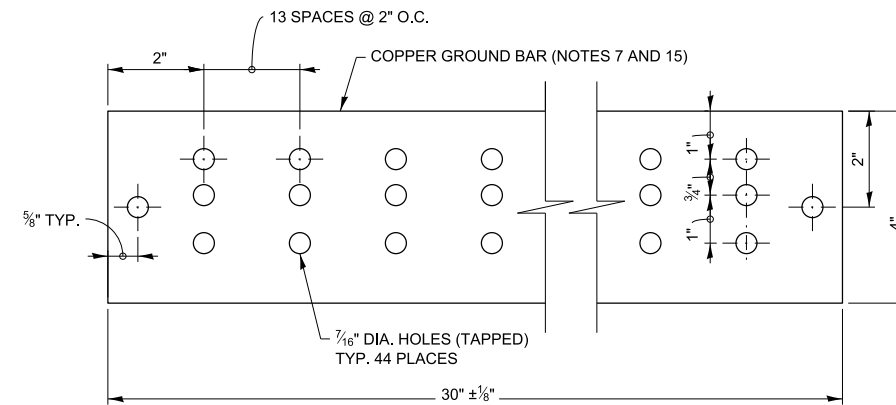 13 SPACES @ 2" O.C.
2"
COPPER GROUND BAR (NOTES 7 AND 15)
1"
2"
¾"
4"
⅝" TYP.
1"
⁷⁄₁₆" DIA. HOLES (TAPPED)
TYP. 44 PLACES
30" ±⅛"